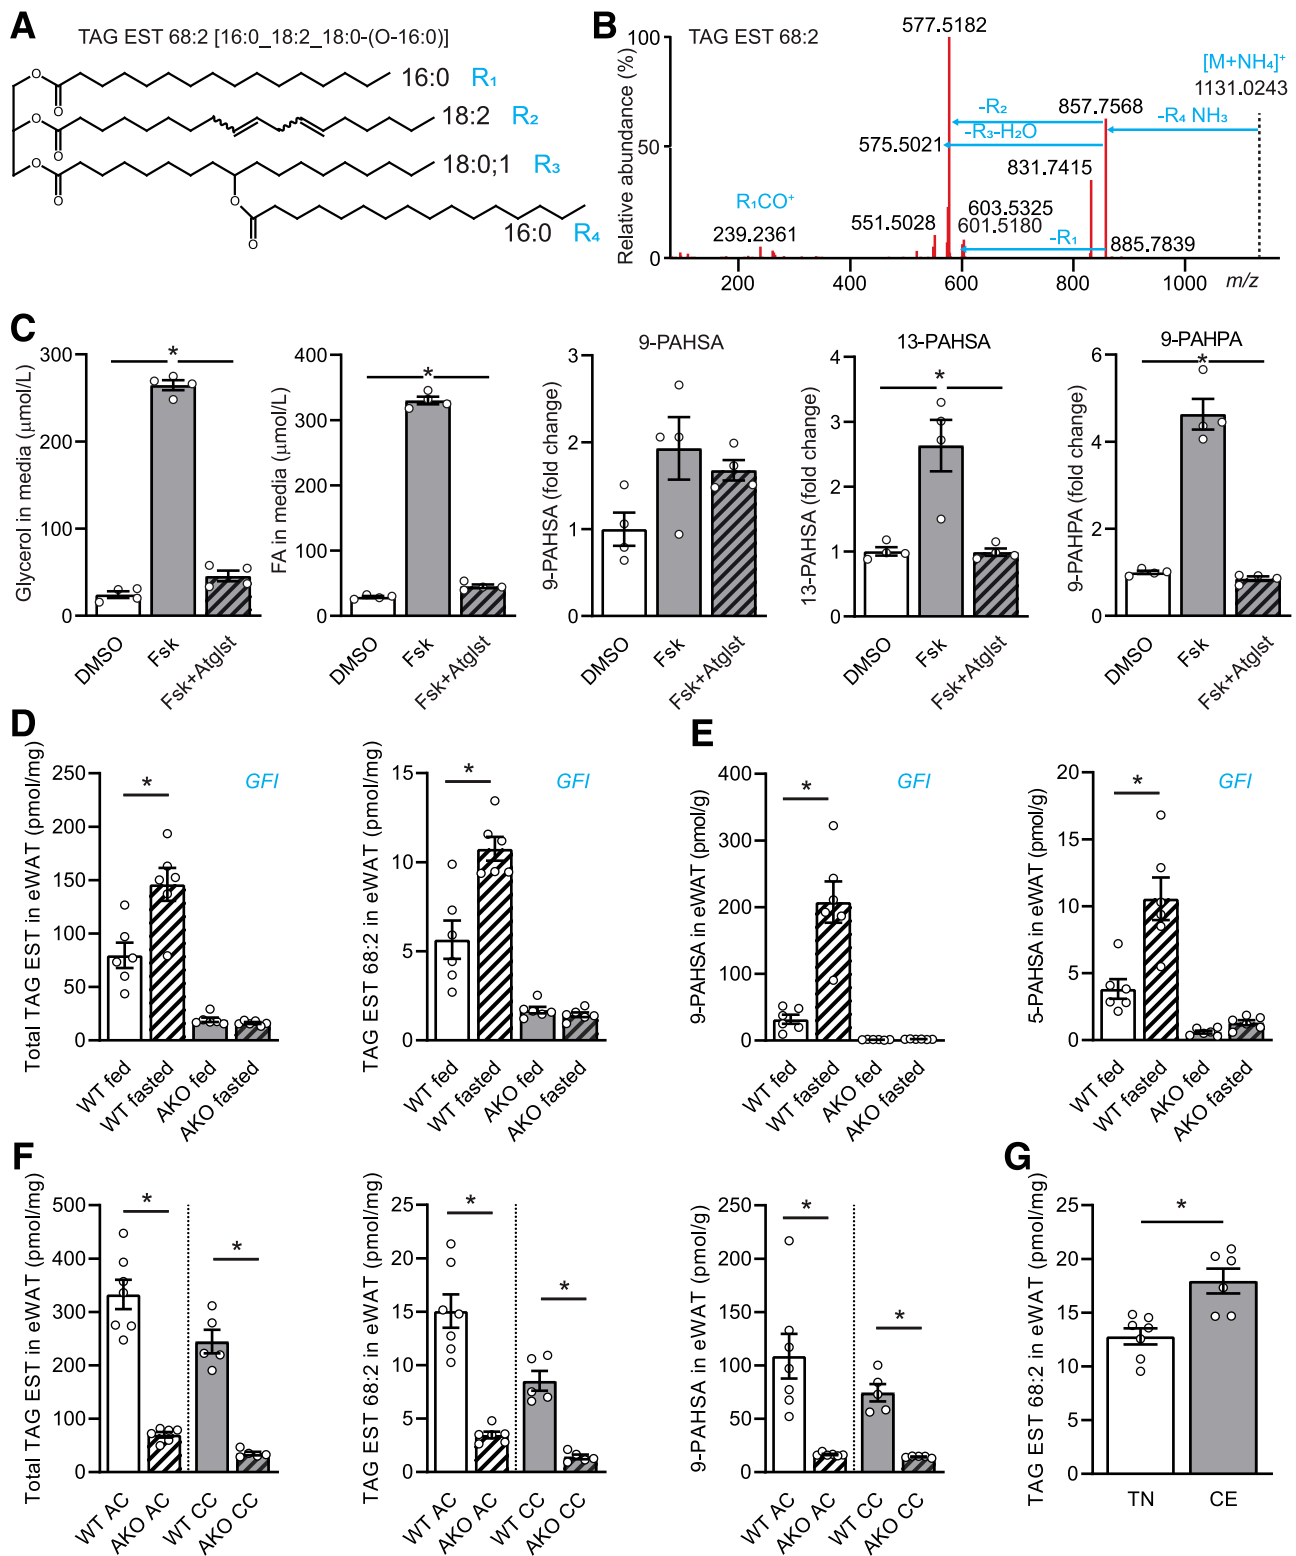 A
TAG EST 68:2 [16:0_18:2_18:0-(O-16:0)]
O
O
16:0 R₁
O
O
18:2 R₂
O
O
18:0;1 R₃
O
O
16:0 R₄
B
TAG EST 68:2
Relative abundance (%)
100
50
0
200
400
600
800
1000
m/z
577.5182
[M+NH₄]⁺
1131.0243
857.7568
-R₂
-R₄ NH₃
-R₃-H₂O
575.5021
831.7415
R₁CO⁺
239.2361
551.5028
603.5325
601.5180
-R₁
885.7839
C
Glycerol in media (μmol/L)
300
200
100
0
*
DMSO
Fsk
Fsk+Atglst
FA in media (μmol/L)
400
300
200
100
0
*
DMSO
Fsk
Fsk+Atglst
9-PAHSA
9-PAHSA (fold change)
3
2
1
0
DMSO
Fsk
Fsk+Atglst
13-PAHSA
13-PAHSA (fold change)
4
3
2
1
0
*
DMSO
Fsk
Fsk+Atglst
9-PAHPA
9-PAHPA (fold change)
6
4
2
0
*
DMSO
Fsk
Fsk+Atglst
D
Total TAG EST in eWAT (pmol/mg)
250
200
150
100
50
0
*
GFI
WT fed
WT fasted
AKO fed
AKO fasted
TAG EST 68:2 in eWAT (pmol/mg)
15
10
5
0
*
GFI
WT fed
WT fasted
AKO fed
AKO fasted
E
9-PAHSA in eWAT (pmol/g)
400
300
200
100
0
*
GFI
WT fed
WT fasted
AKO fed
AKO fasted
5-PAHSA in eWAT (pmol/g)
20
15
10
5
0
*
GFI
WT fed
WT fasted
AKO fed
AKO fasted
F
Total TAG EST in eWAT (pmol/mg)
500
400
300
200
100
0
*
*
WT AC
AKO AC
WT CC
AKO CC
TAG EST 68:2 in eWAT (pmol/mg)
25
20
15
10
5
0
*
*
WT AC
AKO AC
WT CC
AKO CC
9-PAHSA in eWAT (pmol/g)
250
200
150
100
50
0
*
*
WT AC
AKO AC
WT CC
AKO CC
G
TAG EST 68:2 in eWAT (pmol/mg)
25
20
15
10
5
0
*
TN
CE